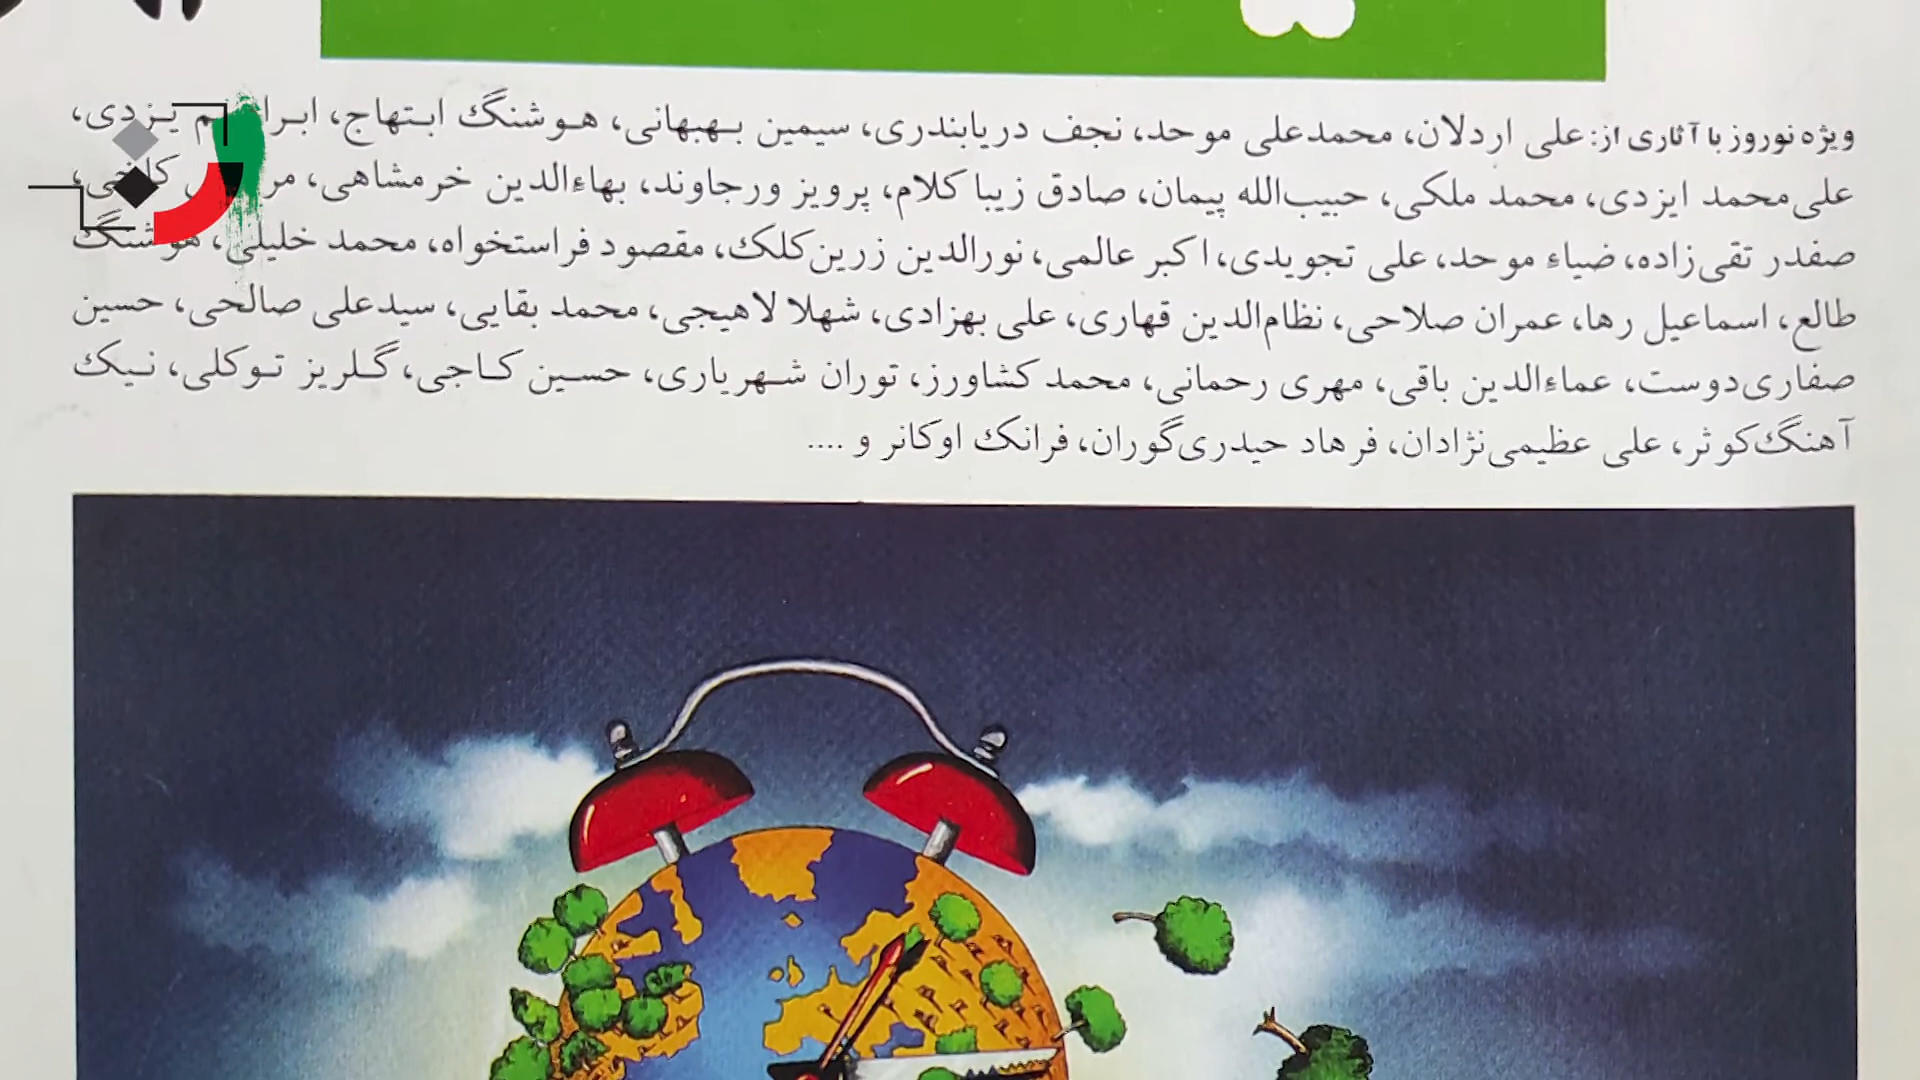 ویژه نوروز با آثاری از: علی اردلان، محمدعلی موحد، نجف دریابندری، سیمین بهبهانی، هوشنگ ابتهاج، ابراهیم یزدی،
علی‌محمد ایزدی، محمد ملکی، حبیب‌الله پیمان، صادق زیبا کلام، پرویز ورجاوند، بهاءالدین خرمشاهی،
صفدر تقی‌زاده، ضیاء موحد، علی تجویدی، اکبر عالمی، نورالدین زرین‌کلک، مقصود فراستخواه، محمد خلیلی، هوشنگ
طالع، اسماعیل رها، عمران صلاحی، نظام‌الدین قهاری، علی بهزادی، شهلا لاهیجی، محمد بقایی، سیدعلی صالحی، حسین
صفاری‌دوست، عماءالدین باقی، مهری رحمانی، محمد کشاورز، توران شهریاری، حسین کاجی، گلریز توکلی، نیک
آهنگ‌کوثر، علی عظیمی‌نژادان، فرهاد حیدری‌گوران، فرانک اوکانر و ....